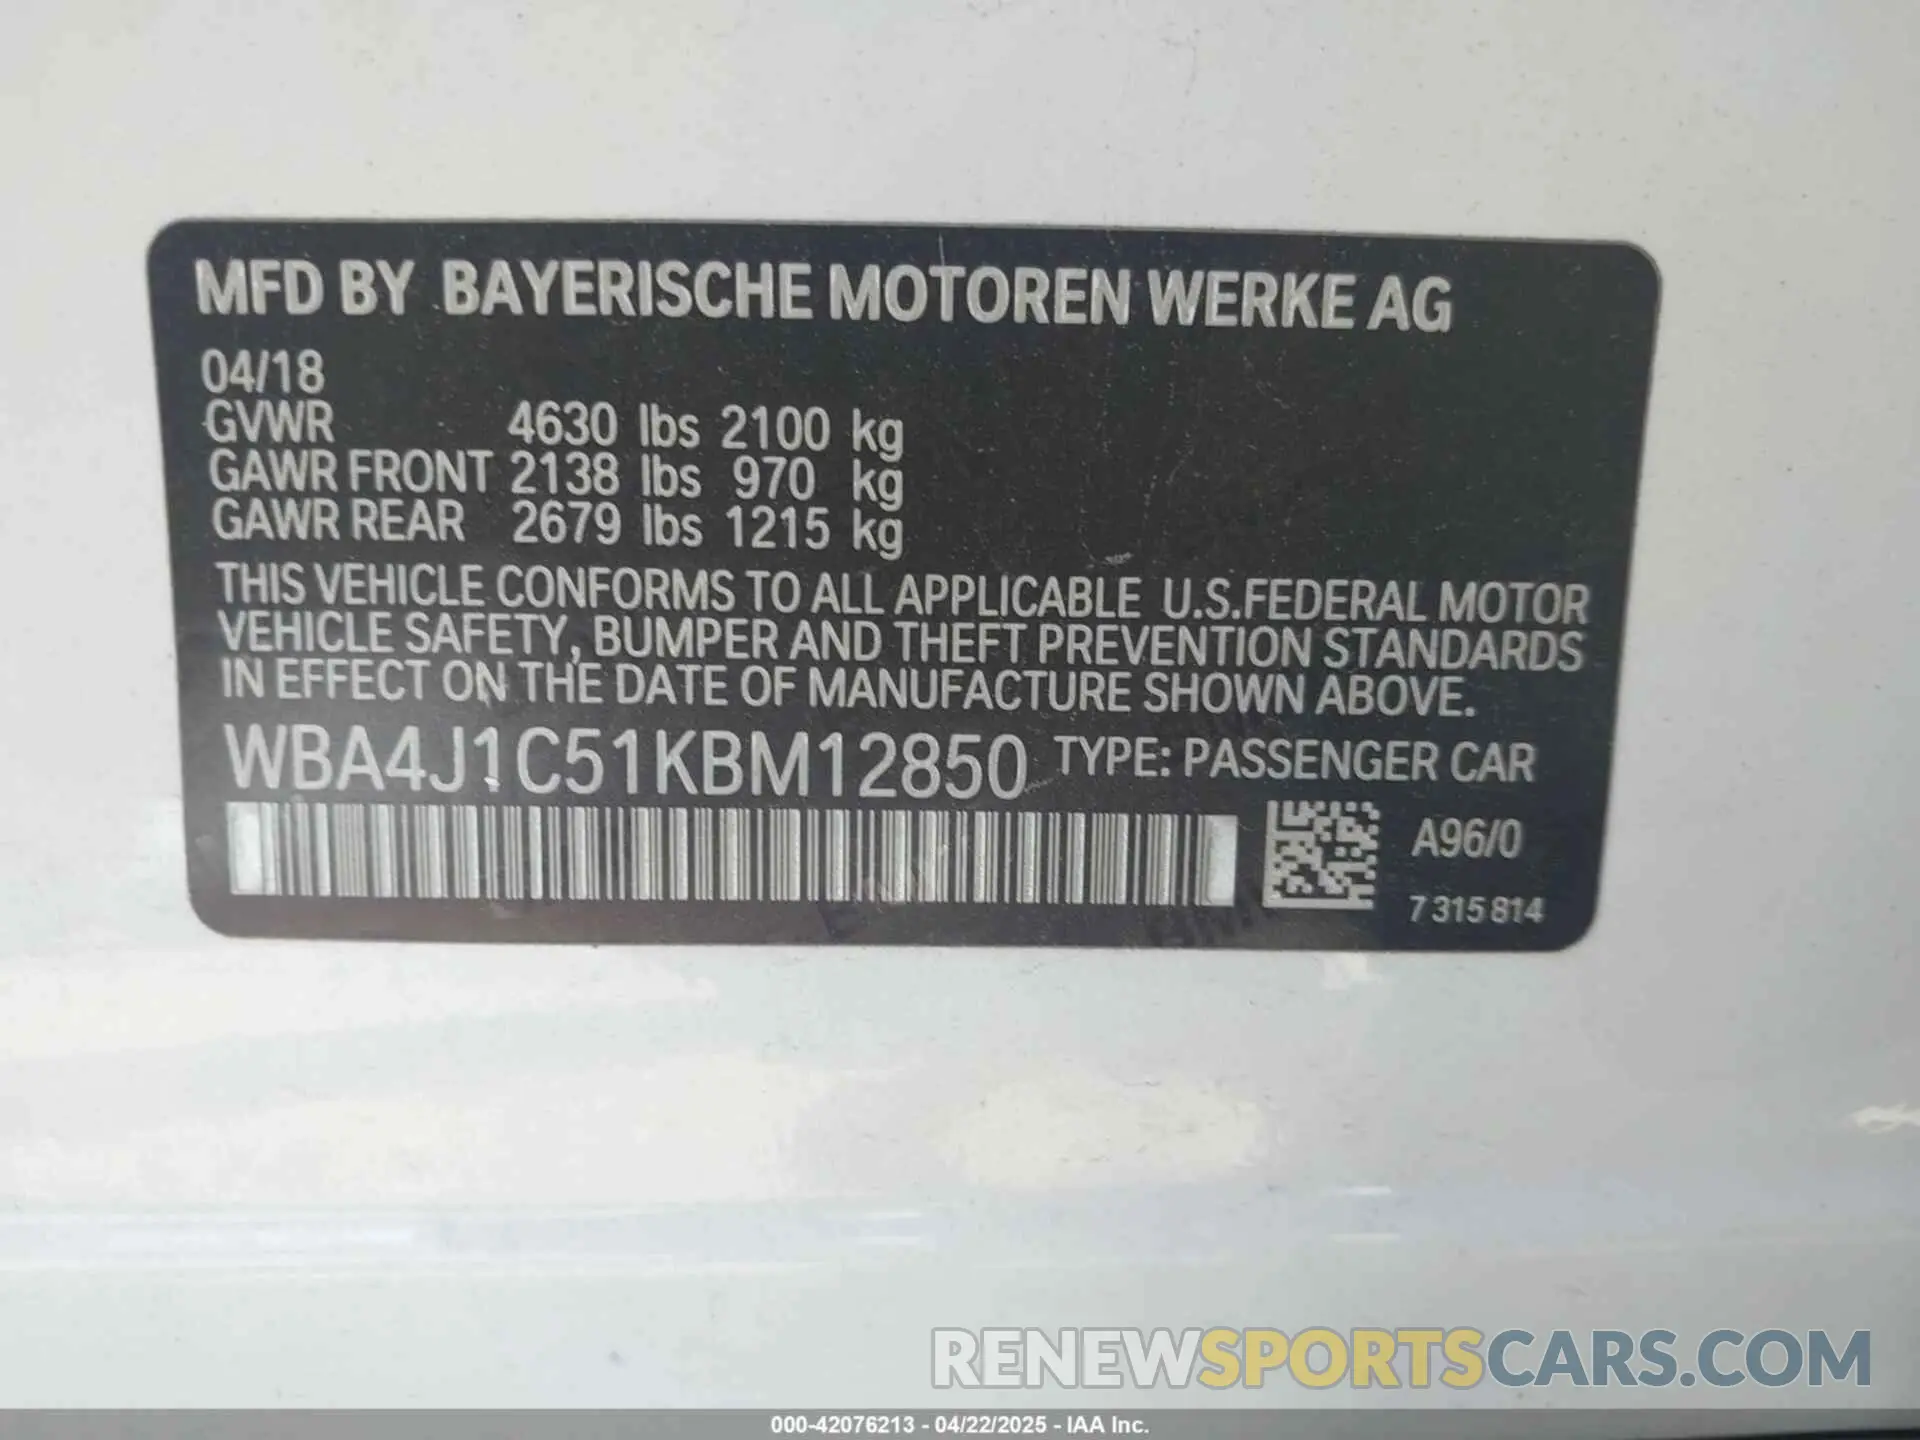 MFD BY BAYERISCHE MOTOREN WERKE AG
04/18
GVWR 4630 lbs 2100 kg
GAWR FRONT 2138 lbs 970 kg
GAWR REAR 2679 lbs 1215 kg
THIS VEHICLE CONFORMS TO ALL APPLICABLE U.S.FEDERAL MOTOR
VEHICLE SAFETY, BUMPER AND THEFT PREVENTION STANDARDS
IN EFFECT ON THE DATE OF MANUFACTURE SHOWN ABOVE.
WBA4J1C51KBM12850 TYPE: PASSENGER CAR
A96/0
7 315 814
RENEWSPORTSCARS.COM
000-42076213 - 04/22/2025 - IAA Inc.